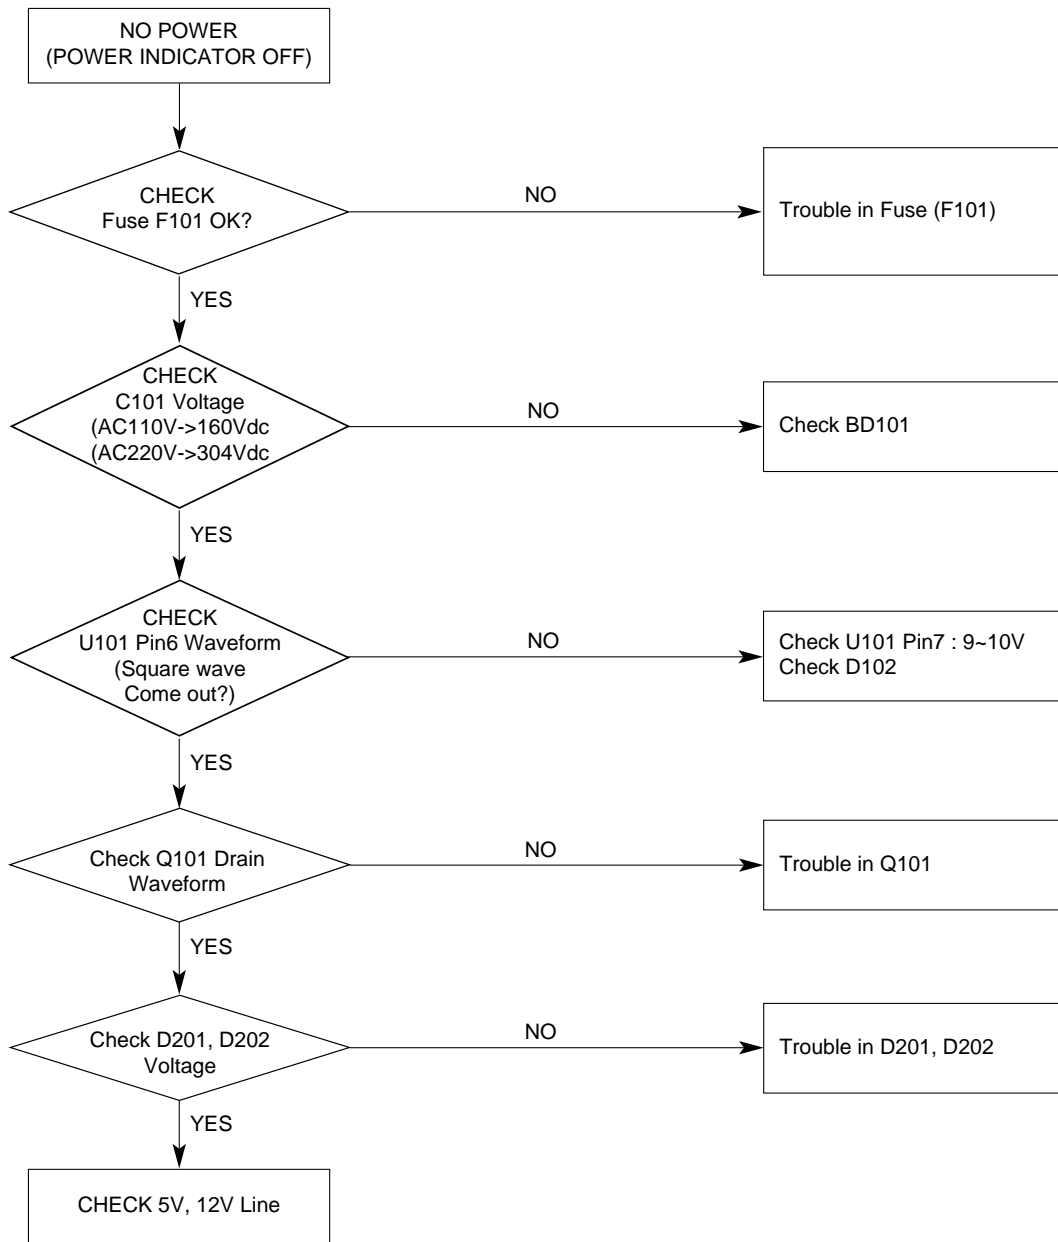 NO POWER
(POWER INDICATOR OFF)
CHECK
Fuse F101 OK?
NO
Trouble in Fuse (F101)
YES
CHECK
C101 Voltage
(AC110V->160Vdc
(AC220V->304Vdc
NO
Check BD101
YES
CHECK
U101 Pin6 Waveform
(Square wave
Come out?)
NO
Check U101 Pin7 : 9~10V
Check D102
YES
Check Q101 Drain
Waveform
NO
Trouble in Q101
YES
Check D201, D202
Voltage
NO
Trouble in D201, D202
YES
CHECK 5V, 12V Line